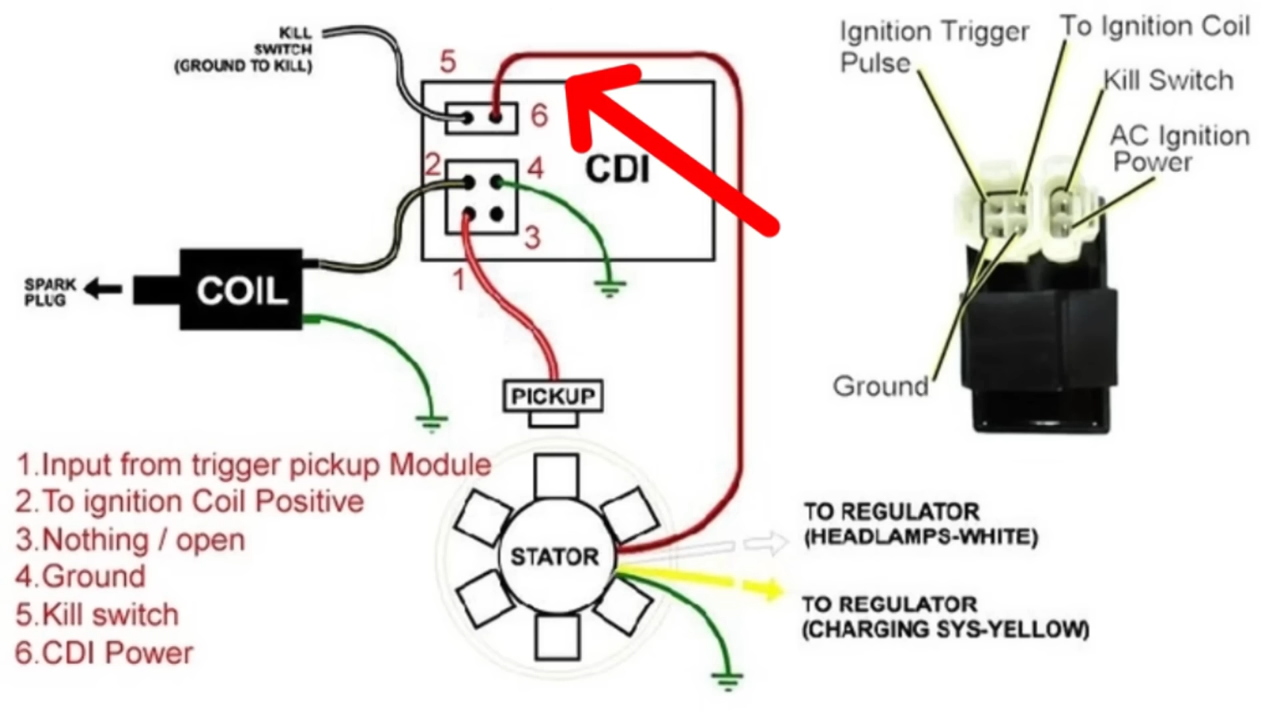 KILL
SWITCH
(GROUND TO KILL)
5
6
2
4
CDI
3
1
SPARK
PLUG
COIL
PICKUP
STATOR
1.Input from trigger pickup Module
2.To ignition Coil Positive
3.Nothing / open
4.Ground
5.Kill switch
6.CDI Power
TO REGULATOR
(HEADLAMPS-WHITE)
TO REGULATOR
(CHARGING SYS-YELLOW)
Ignition Trigger
Pulse
To Ignition Coil
Kill Switch
AC Ignition
Power
Ground